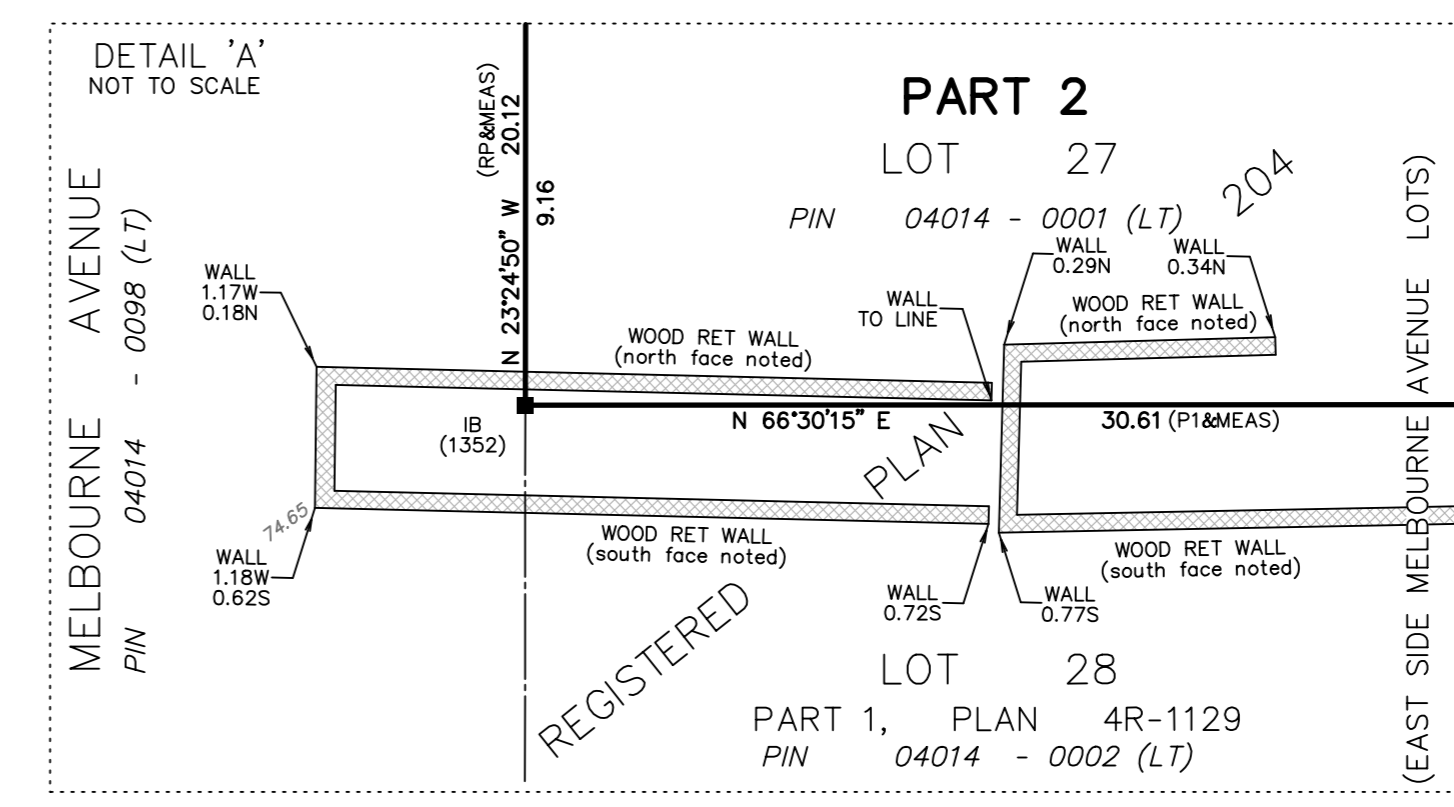 DETAIL 'A'
NOT TO SCALE
PART 2
LOT 27
PIN 04014 - 0001 (LT)
204
(RP&MEAS)
N 23°24'50" W 20.12
9.16
MELBOURNE AVENUE
PIN 04014 - 0098 (LT)
WALL
1.17W
0.18N
WALL
0.29N
WALL
0.34N
WALL
TO LINE
WOOD RET WALL
(north face noted)
WOOD RET WALL
(north face noted)
IB
(1352)
N 66°30'15" E
30.61 (P1&MEAS)
PLAN
74.65
WALL
1.18W
0.62S
WOOD RET WALL
(south face noted)
WOOD RET WALL
(south face noted)
WALL
0.72S
WALL
0.77S
REGISTERED
LOT 28
PART 1, PLAN 4R-1129
PIN 04014 - 0002 (LT)
(EAST SIDE MELBOURNE AVENUE LOTS)